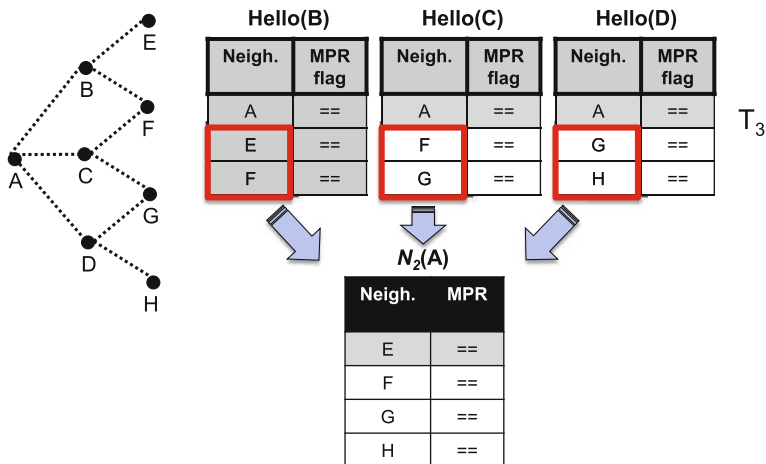 Hello(B) Hello(C) Hello(D)
Neigh. MPR flag Neigh. MPR flag Neigh. MPR flag
A == A == A ==
E == F == G ==
F == G == H ==
T3
E
B
F
A
C
G
D
H
N2(A)
Neigh. MPR
E ==
F ==
G ==
H ==